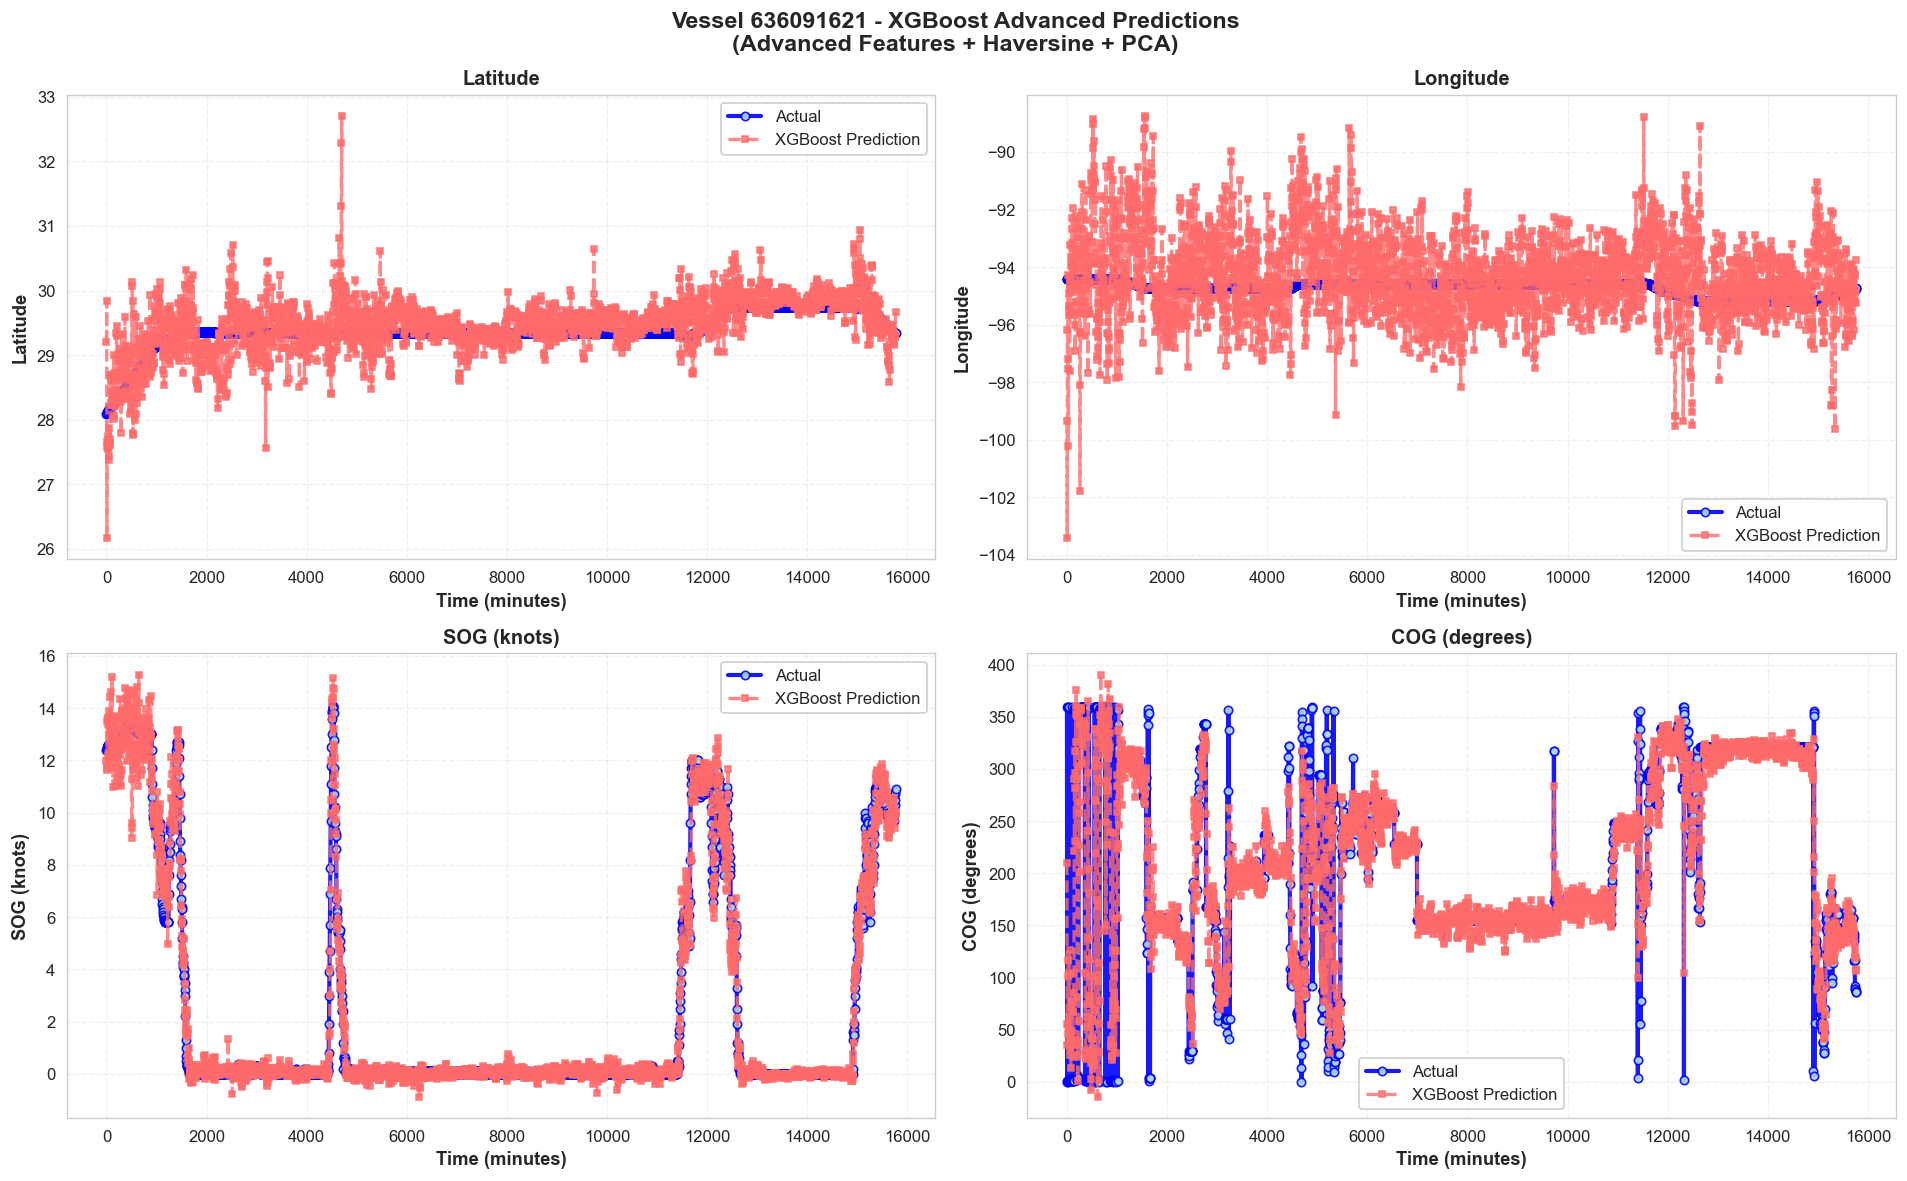 Vessel 636091621 - XGBoost Advanced Predictions
(Advanced Features + Haversine + PCA)
Latitude
33
32
31
30
29
28
27
26
Latitude
0 2000 4000 6000 8000 10000 12000 14000 16000
Time (minutes)
Actual
XGBoost Prediction
Longitude
−90
−92
−94
−96
−98
−100
−102
−104
Longitude
0 2000 4000 6000 8000 10000 12000 14000 16000
Time (minutes)
Actual
XGBoost Prediction
SOG (knots)
16
14
12
10
8
6
4
2
0
SOG (knots)
0 2000 4000 6000 8000 10000 12000 14000 16000
Time (minutes)
Actual
XGBoost Prediction
COG (degrees)
400
350
300
250
200
150
100
50
0
COG (degrees)
0 2000 4000 6000 8000 10000 12000 14000 16000
Time (minutes)
Actual
XGBoost Prediction